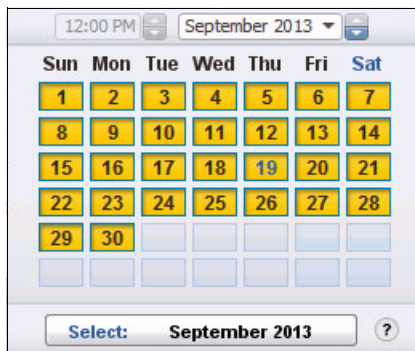 12:00 PM September 2013
Sun Mon Tue Wed Thu Fri Sat
1 2 3 4 5 6 7
8 9 10 11 12 13 14
15 16 17 18 19 20 21
22 23 24 25 26 27 28
29 30
Select: September 2013 ?